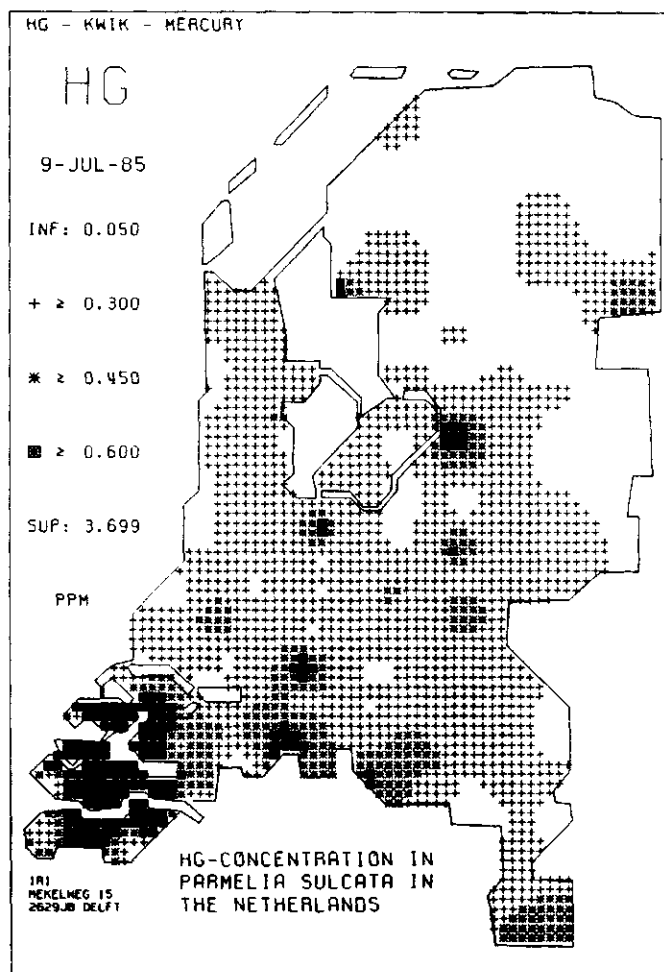 HG - KWIK - MERCURY
HG
9-JUL-85
INF: 0.050
+ ≥ 0.300
* ≥ 0.450
■ ≥ 0.600
SUP: 3.699
PPM
HG-CONCENTRATION IN
PARMELIA SULCATA IN
THE NETHERLANDS
IRI
MEKELWEG 15
2629JB DELFT